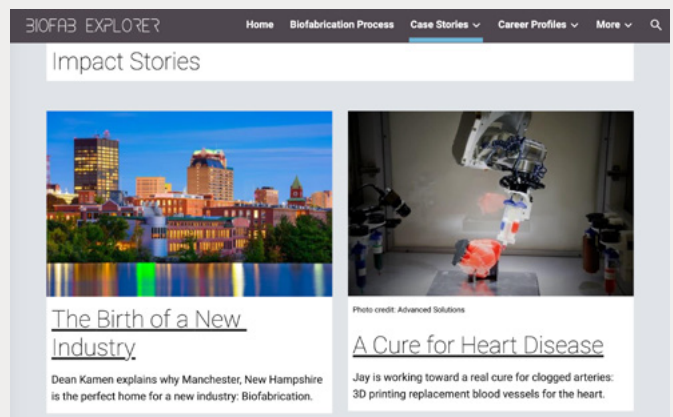 BIOFAB EXPLORER
Home Biofabrication Process Case Stories Career Profiles More
Impact Stories
The Birth of a New
Industry
Dean Kamen explains why Manchester, New Hampshire
is the perfect home for a new industry: Biofabrication.
Photo credit: Advanced Solutions
A Cure for Heart Disease
Jay is working toward a real cure for clogged arteries:
3D printing replacement blood vessels for the heart.